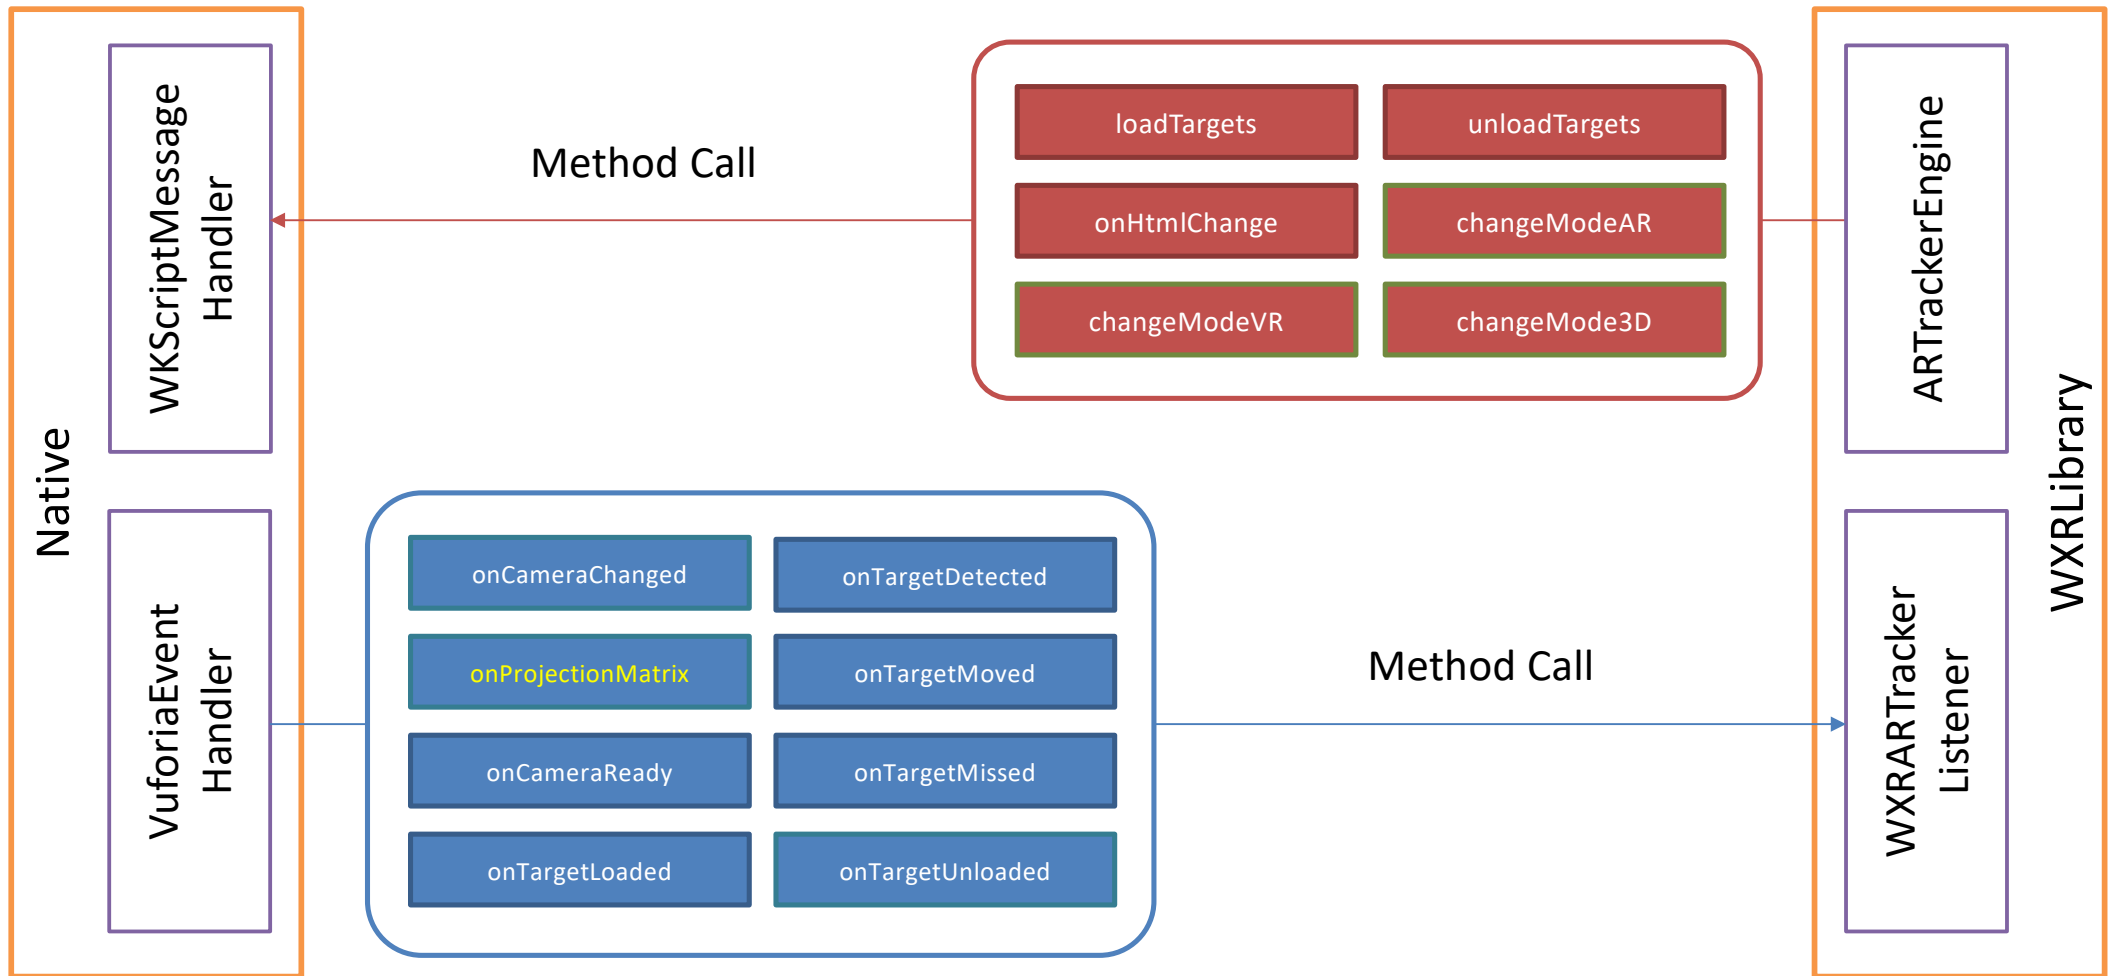 Native
WKScriptMessage
Handler
VuforiaEvent
Handler
Method Call
loadTargets
unloadTargets
onHtmlChange
changeModeAR
changeModeVR
changeMode3D
ARTrackerEngine
WXRLibrary
onCameraChanged
onTargetDetected
onProjectionMatrix
onTargetMoved
onCameraReady
onTargetMissed
onTargetLoaded
onTargetUnloaded
Method Call
WXRARTracker
Listener